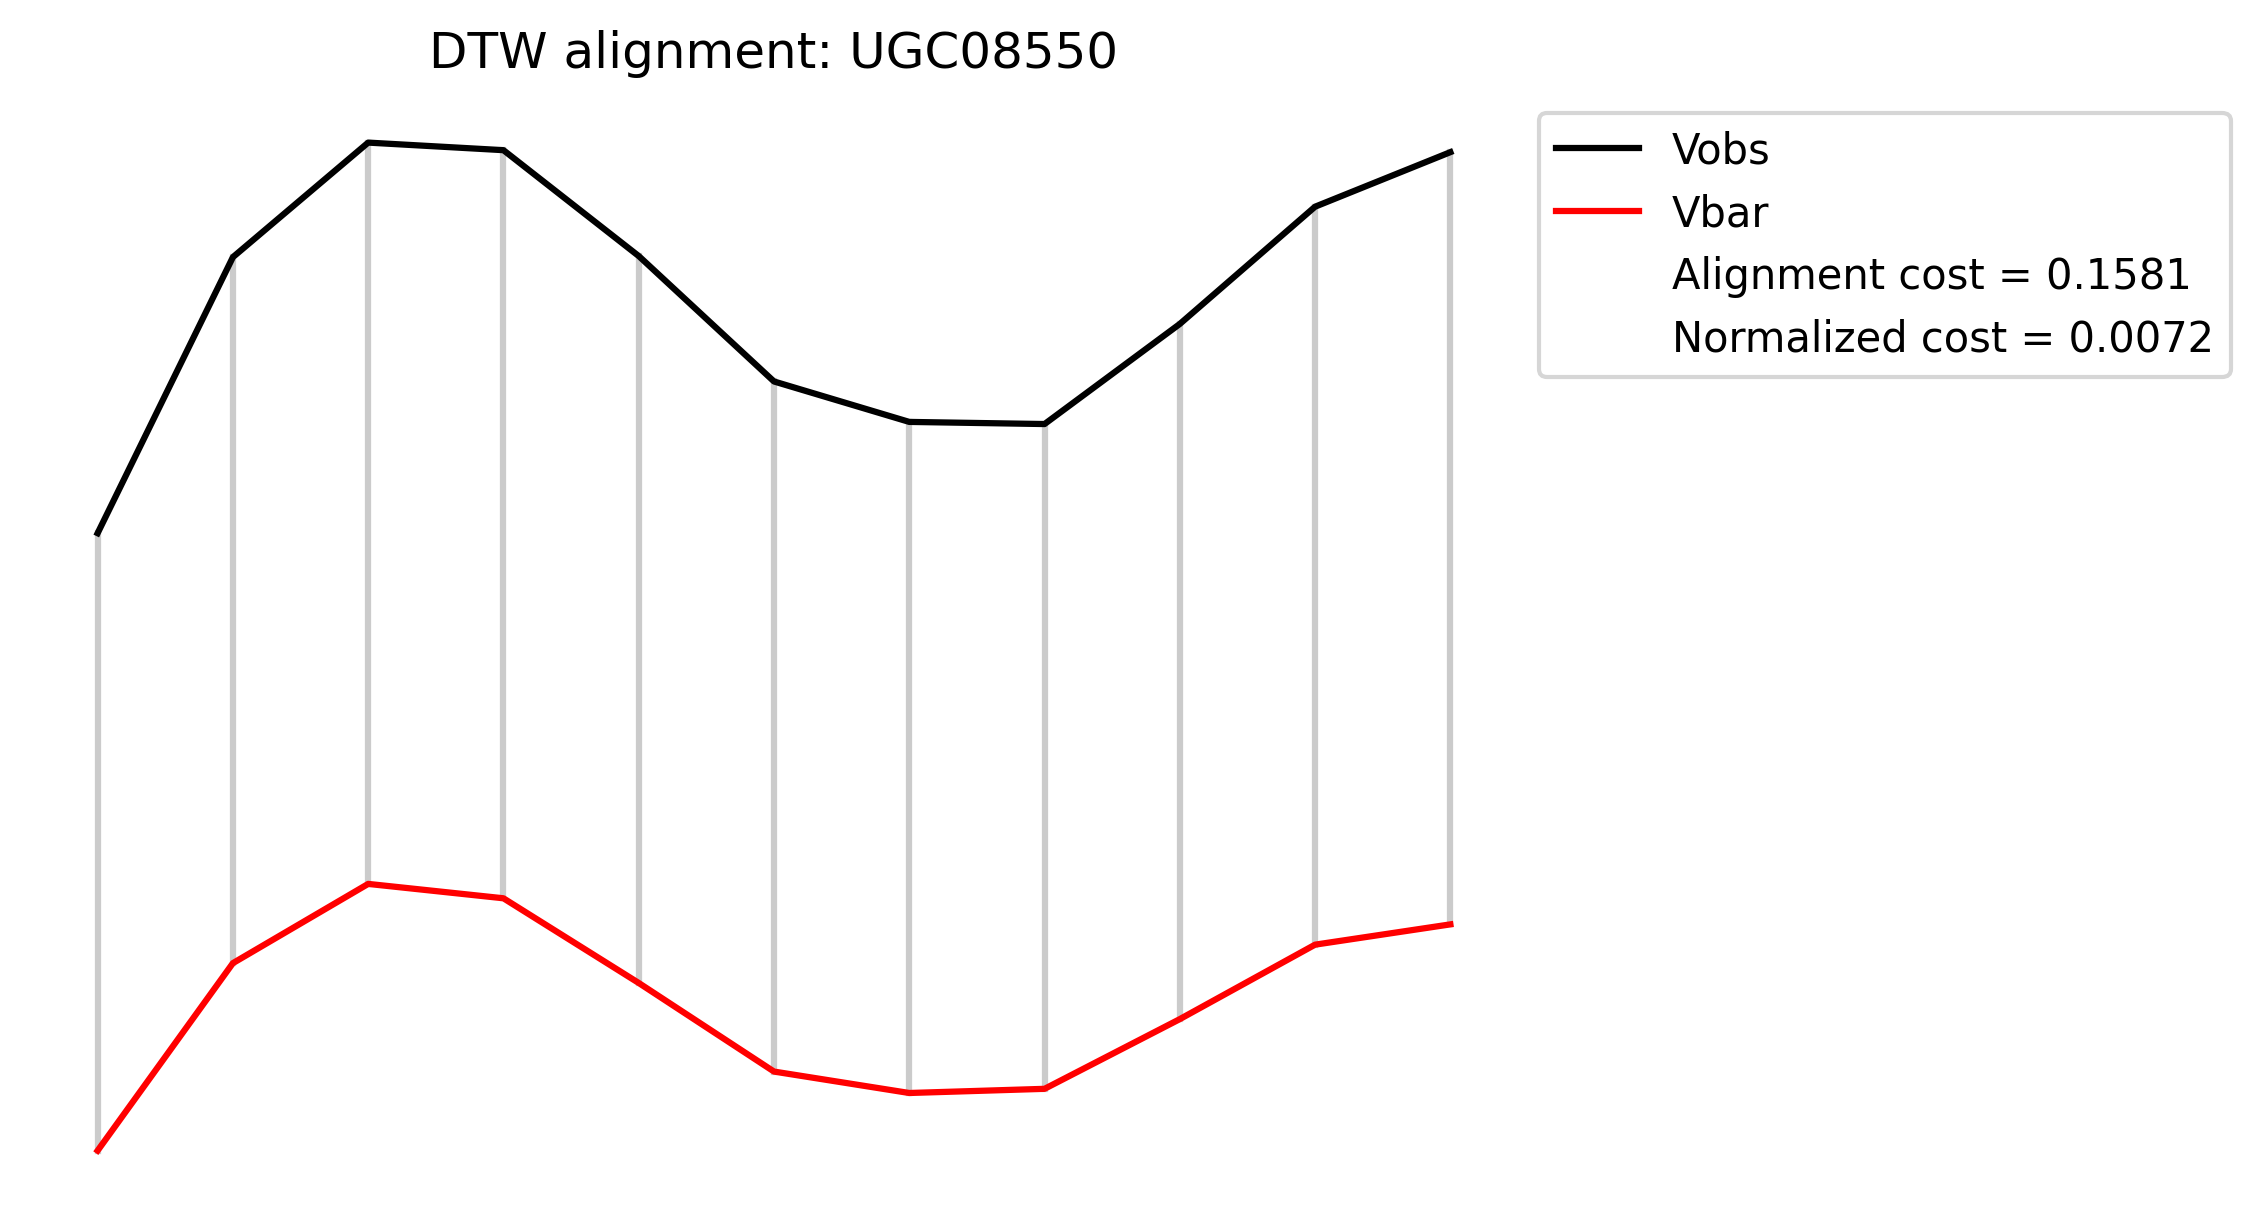 DTW alignment: UGC08550
Vobs
Vbar
Alignment cost = 0.1581
Normalized cost = 0.0072